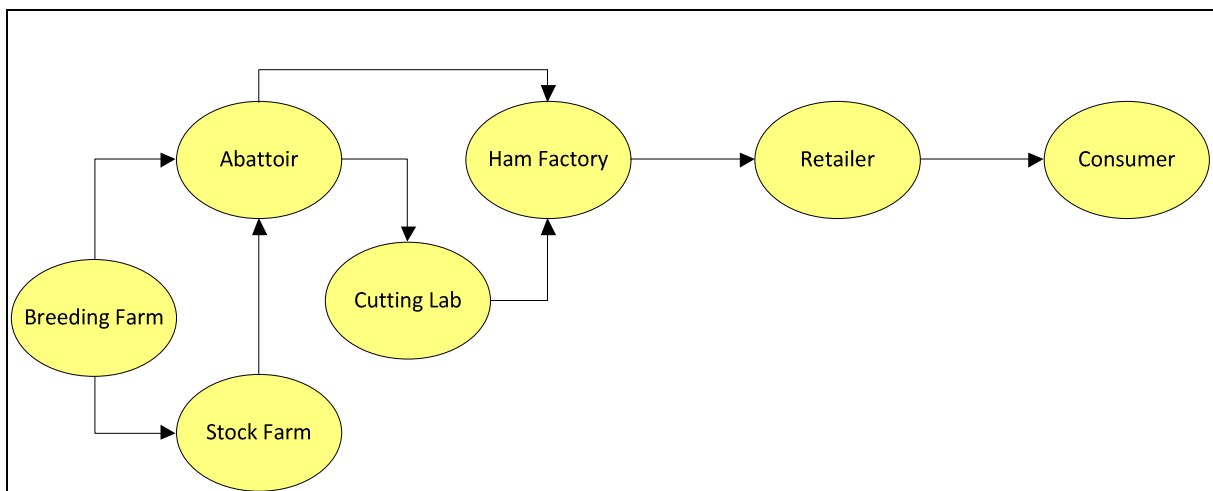 Abattoir
Ham Factory
Retailer
Consumer
Cutting Lab
Breeding Farm
Stock Farm